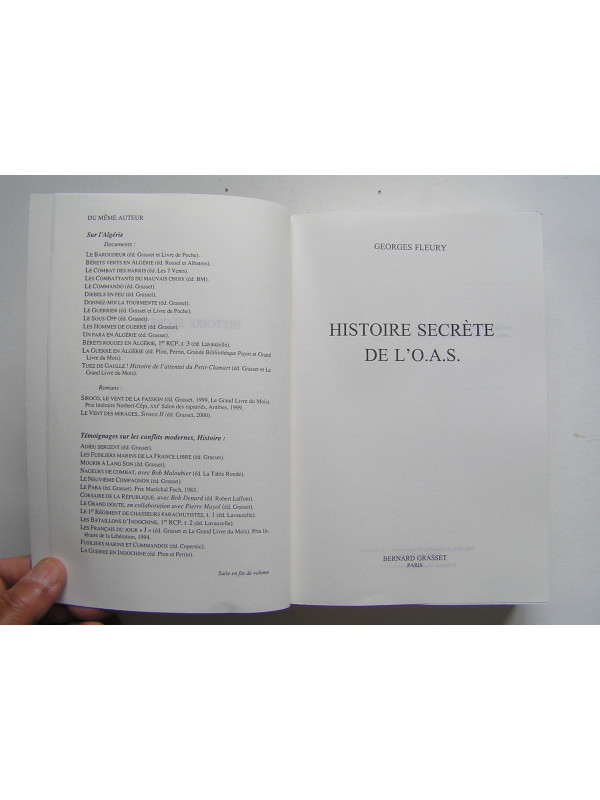 DU MÊME AUTEUR
Sur l'Algérie
Documents :
LE BAROUDEUR (éd. Grasset et Livre de Poche).
BÉRETS VERTS EN ALGÉRIE (éd. Rossel et Albatros).
LE COMBAT DES HARKIS (éd. Les 7 Vents).
LES COMBATTANTS DU MAUVAIS CHOIX (éd. BM).
LE COMMANDO (éd. Grasset).
DJEBELS EN FEU (éd. Grasset).
DONNEZ-MOI LA TOURMENTE (éd. Grasset).
LE GUERRIER (éd. Grasset et Livre de Poche).
LE SOUS-OFF (éd. Grasset).
LES HOMMES DE GUERRE (éd. Grasset).
UN PARA EN ALGÉRIE (éd. Grasset).
BÉRETS ROUGES EN ALGÉRIE, 1er RCP, t. 3 (éd. Lavauzelle).
LA GUERRE EN ALGÉRIE (éd. Plon, Perrin, Grande Bibliothèque Payot et Grand
Livre du Mois).
TUEZ DE GAULLE ! Histoire de l'attentat du Petit-Clamart (éd. Grasset et Le
Grand Livre du Mois).
Romans :
SIROCO, LE VENT DE LA PASSION (éd. Grasset, 1999, Le Grand Livre du Mois).
Prix littéraire Norbert-Cépi, XXIe Salon des rapatriés, Antibes, 1999.
LE VENT DES MIRAGES, Siroco II (éd. Grasset, 2000).
Témoignages sur les conflits modernes, Histoire :
ADIEU SERGENT (éd. Grasset).
LES FUSILIERS MARINS DE LA FRANCE LIBRE (éd. Grasset).
MOURIR À LANG SON (éd. Grasset).
NAGEURS DE COMBAT, avec Bob Maloubier (éd. La Table Ronde).
LE NEUVIÈME COMPAGNON (éd. Grasset).
LE PARA (éd. Grasset). Prix Maréchal Foch, 1983.
CORSAIRE DE LA RÉPUBLIQUE, avec Bob Denard (éd. Robert Laffont).
LE GRAND DOUTE, en collaboration avec Pierre Mayol (éd. Grasset).
LE 1er RÉGIMENT DE CHASSEURS PARACHUTISTES, t. 1 (éd. Lavauzelle).
LES BATAILLONS D'INDOCHINE, 1er RCP, t. 2 (éd. Lavauzelle).
LES FRANÇAIS DU JOUR « J » (éd. Grasset et Le Grand Livre du Mois). Prix litté-
raire de la Libération, 1994.
FUSILIERS MARINS ET COMMANDOS (éd. Copernic).
LA GUERRE EN INDOCHINE (éd. Plon et Perrin).
Suite en fin de volume
GEORGES FLEURY
HISTOIRE SECRÈTE
DE L'O.A.S.
BERNARD GRASSET
PARIS